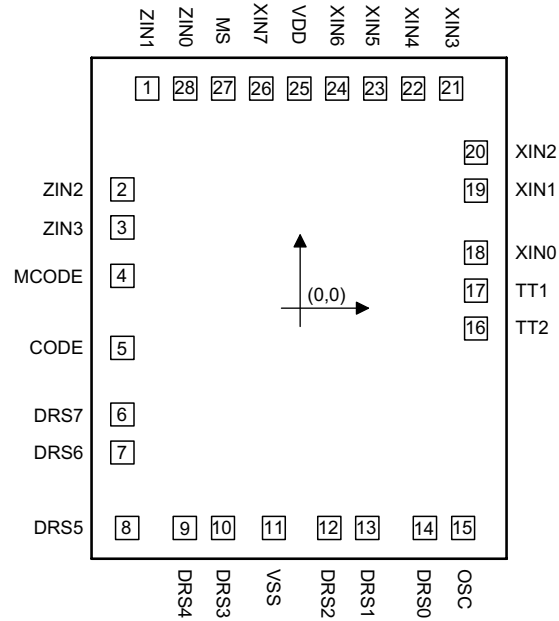 ZIN1 ZIN0 MS XIN7 VDD XIN6 XIN5 XIN4 XIN3
1 28 27 26 25 24 23 22 21
20 XIN2
ZIN2 2 19 XIN1
ZIN3 3
18 XIN0
MCODE 4
(0,0) 17 TT1
16 TT2
CODE 5
DRS7 6
DRS6 7
DRS5 8 9 10 11 12 13 14 15
DRS4 DRS3 VSS DRS2 DRS1 DRS0 OSC